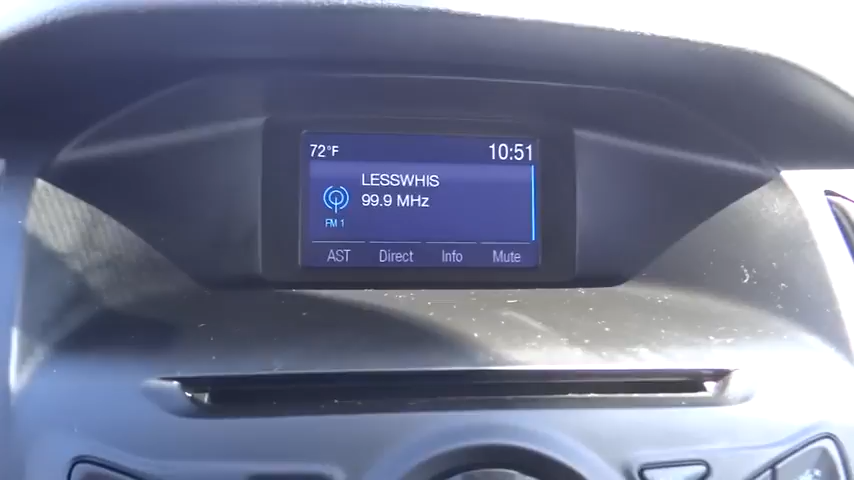 72°F 10:51
LESSWHIS
99.9 MHz
FM 1
AST Direct Info Mute